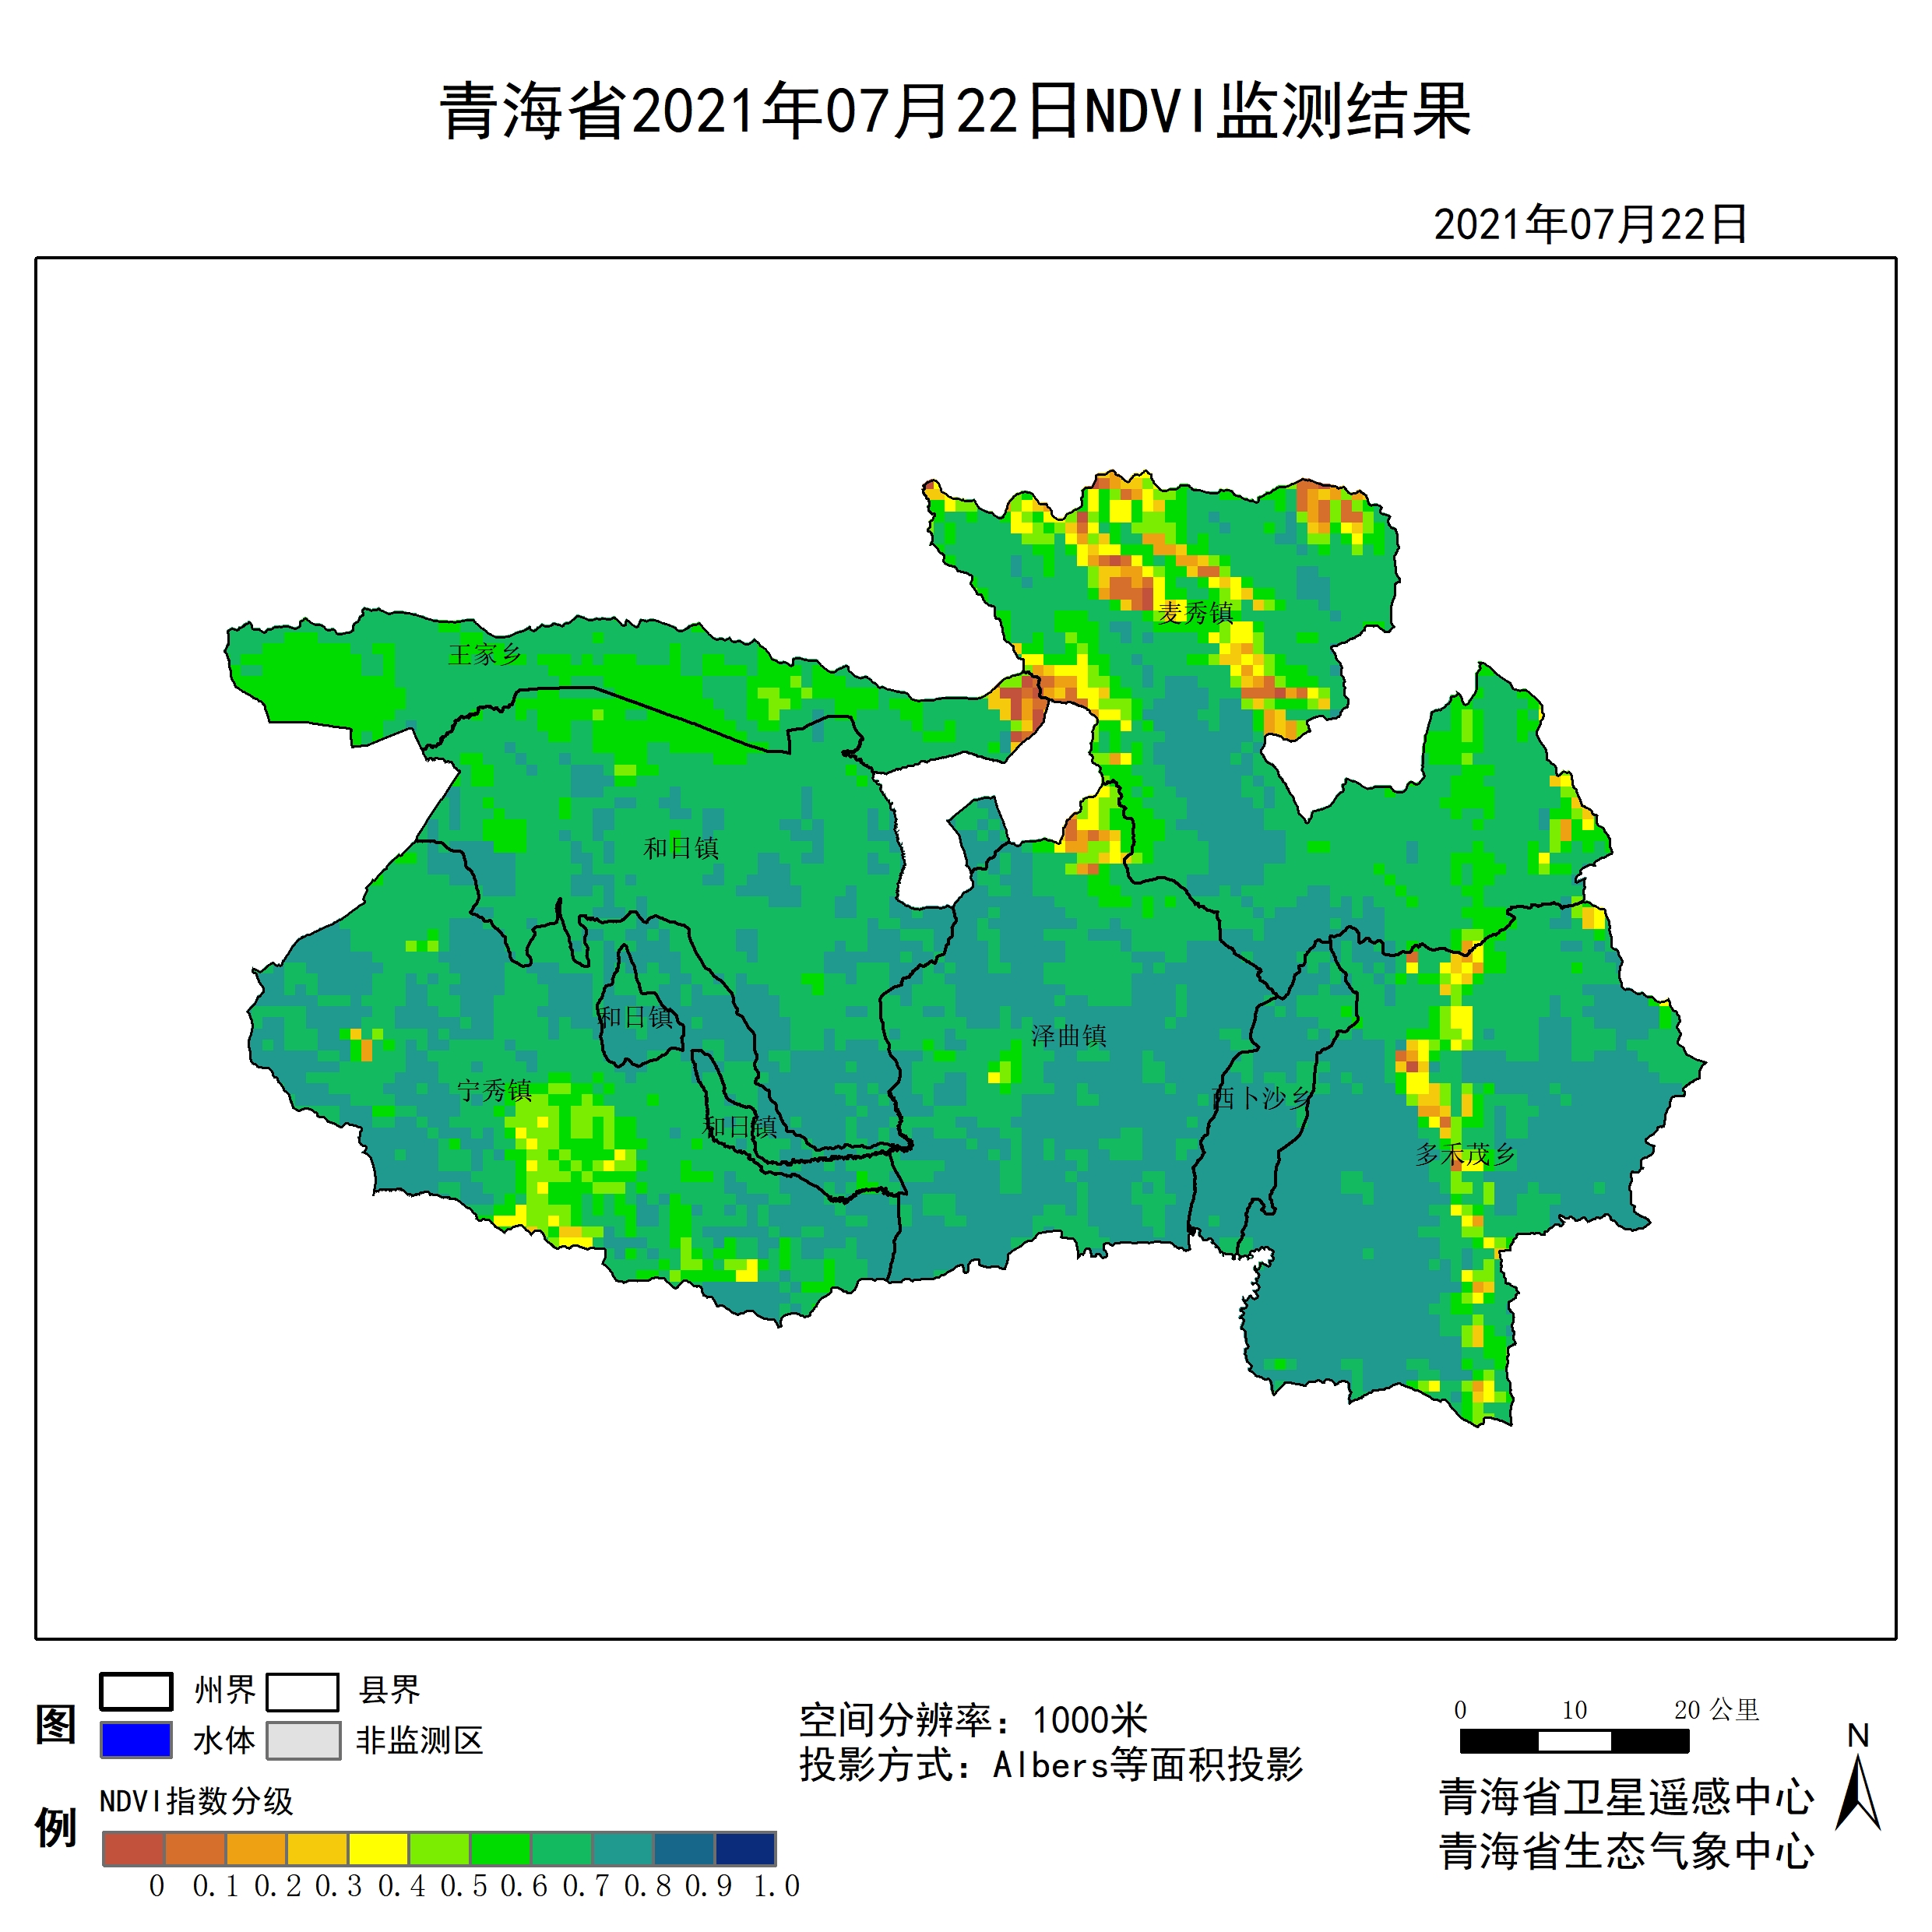 青海省2021年07月22日NDVI监测结果
2021年07月22日
麦秀镇
王家乡
和日镇
和日镇
泽曲镇
宁秀镇
西卜沙乡
和日镇
多禾茂乡
图例
州界
县界
水体
非监测区
NDVI指数分级
0 0.1 0.2 0.3 0.4 0.5 0.6 0.7 0.8 0.9 1.0
空间分辨率：1000米
投影方式：Albers等面积投影
0 10 20 公里
N
青海省卫星遥感中心
青海省生态气象中心